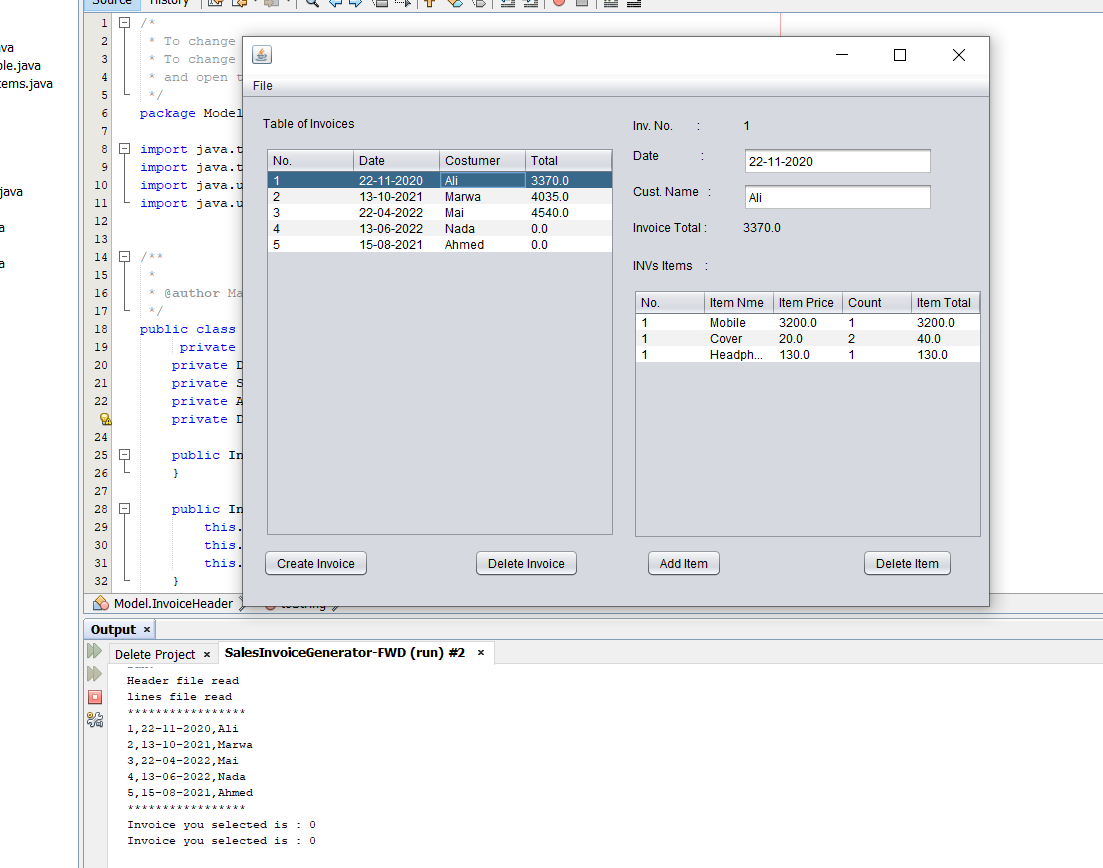 Source History
ava
ble.java
tems.java
java
a
a
1 /*
2 * To change
3 * To change
4 * and open t
5 */
6 package Model
7
8 import java.t
9 import java.t
10 import java.u
11 import java.u
12
13
14 /**
15 *
16 * @author Ma
17 */
18 public class
19 private
20 private D
21 private S
22 private A
private D
24
25 public In
26 }
27
28 public In
29 this.
30 this.
31 this.
32 }
Model.InvoiceHeader toString
File
Table of Invoices
No. Date Costumer Total
1 22-11-2020 Ali 3370.0
2 13-10-2021 Marwa 4035.0
3 22-04-2022 Mai 4540.0
4 13-06-2022 Nada 0.0
5 15-08-2021 Ahmed 0.0
Create Invoice Delete Invoice
Inv. No. : 1
Date : 22-11-2020
Cust. Name : Ali
Invoice Total : 3370.0
INVs Items :
No. Item Nme Item Price Count Item Total
1 Mobile 3200.0 1 3200.0
1 Cover 20.0 2 40.0
1 Headph... 130.0 1 130.0
Add Item Delete Item
Output ×
Delete Project × SalesInvoiceGenerator-FWD (run) #2 ×
Header file read
lines file read
*****************
1,22-11-2020,Ali
2,13-10-2021,Marwa
3,22-04-2022,Mai
4,13-06-2022,Nada
5,15-08-2021,Ahmed
*****************
Invoice you selected is : 0
Invoice you selected is : 0